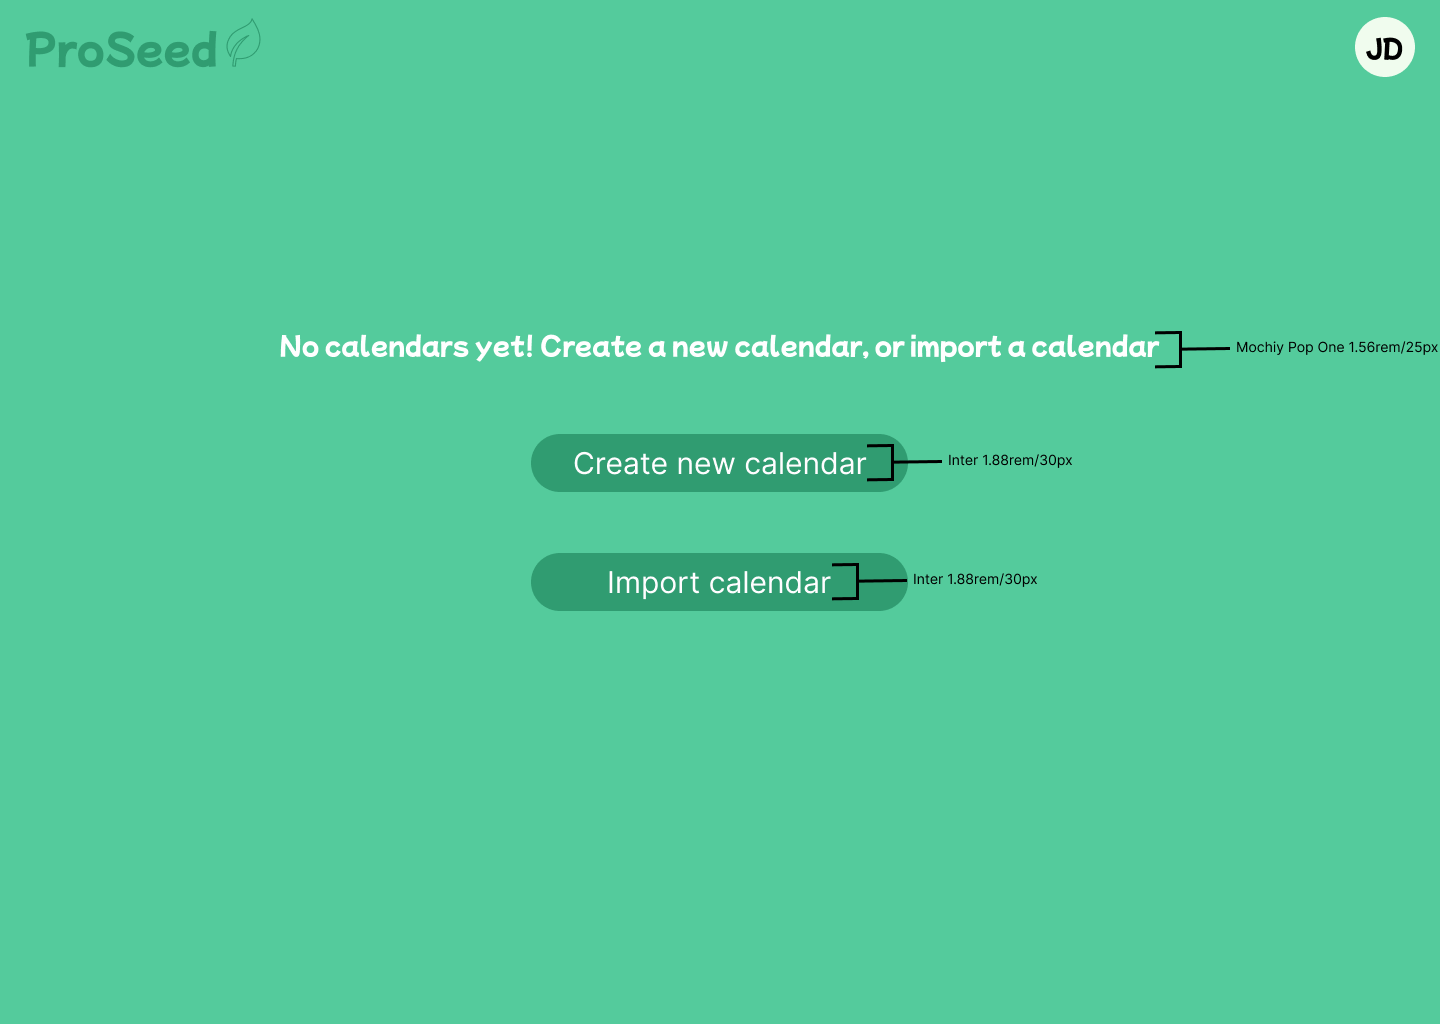 ProSeed
JD
No calendars yet! Create a new calendar, or import a calendar
Mochiy Pop One 1.56rem/25px
Create new calendar
Inter 1.88rem/30px
Import calendar
Inter 1.88rem/30px